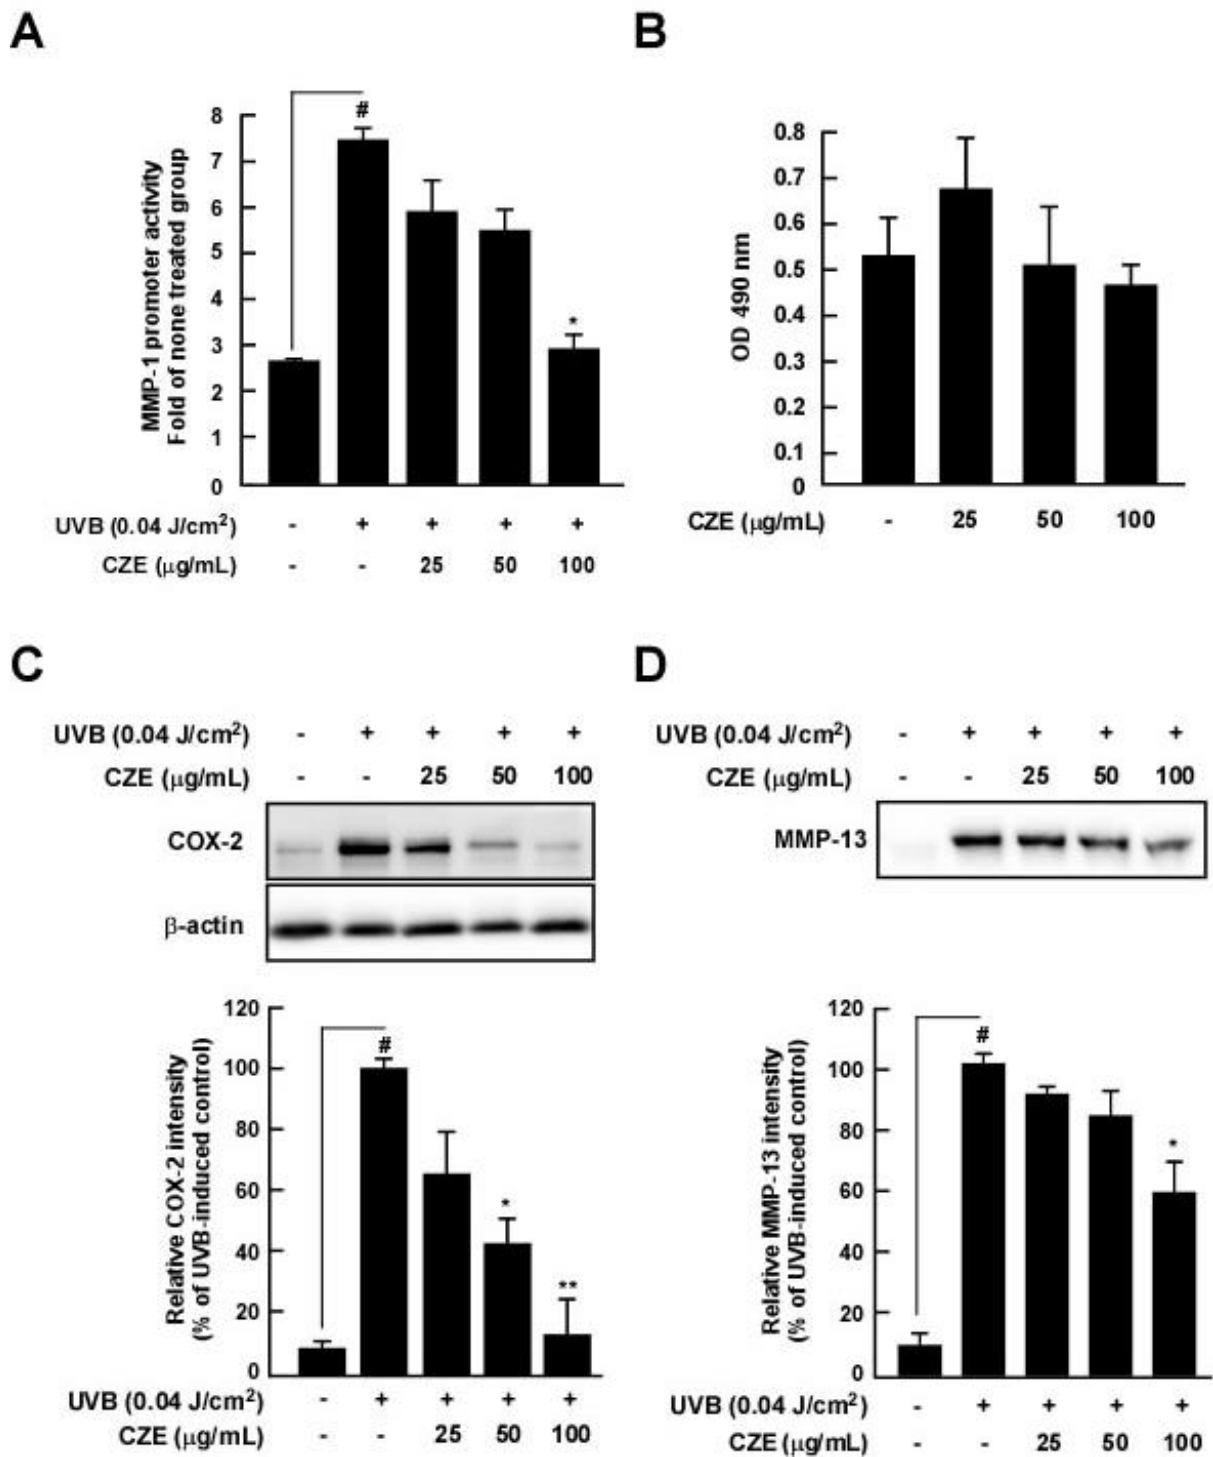 A
#
8
7
6
5
4
3
2
1
0
MMP-1 promoter activity
Fold of none treated group
*
UVB (0.04 J/cm²) - + + + +
CZE (μg/mL) - - 25 50 100
B
0.8
0.7
0.6
0.5
0.4
0.3
0.2
0.1
0
OD 490 nm
CZE (μg/mL) - 25 50 100
C
UVB (0.04 J/cm²) - + + + +
CZE (μg/mL) - - 25 50 100
COX-2
β-actin
120
100
80
60
40
20
0
Relative COX-2 intensity
(% of UVB-induced control)
#
*
**
UVB (0.04 J/cm²) - + + + +
CZE (μg/mL) - - 25 50 100
D
UVB (0.04 J/cm²) - + + + +
CZE (μg/mL) - - 25 50 100
MMP-13
120
100
80
60
40
20
0
Relative MMP-13 intensity
(% of UVB-induced control)
#
*
UVB (0.04 J/cm²) - + + + +
CZE (μg/mL) - - 25 50 100